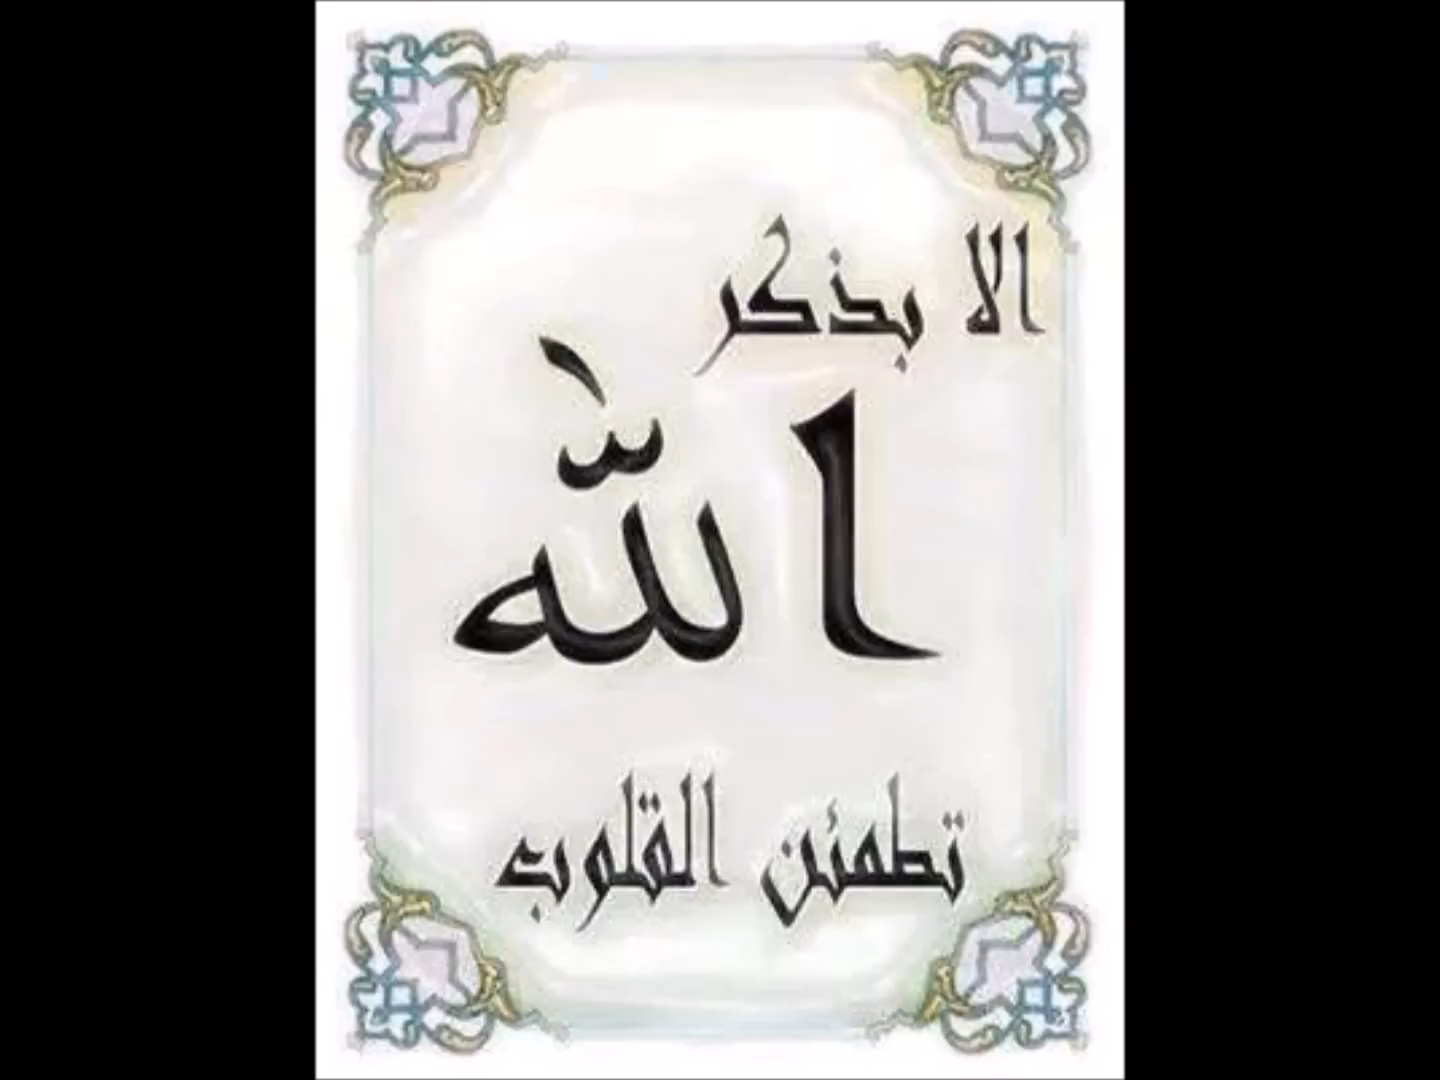 الا بذكر
الله
تطمئن القلوب